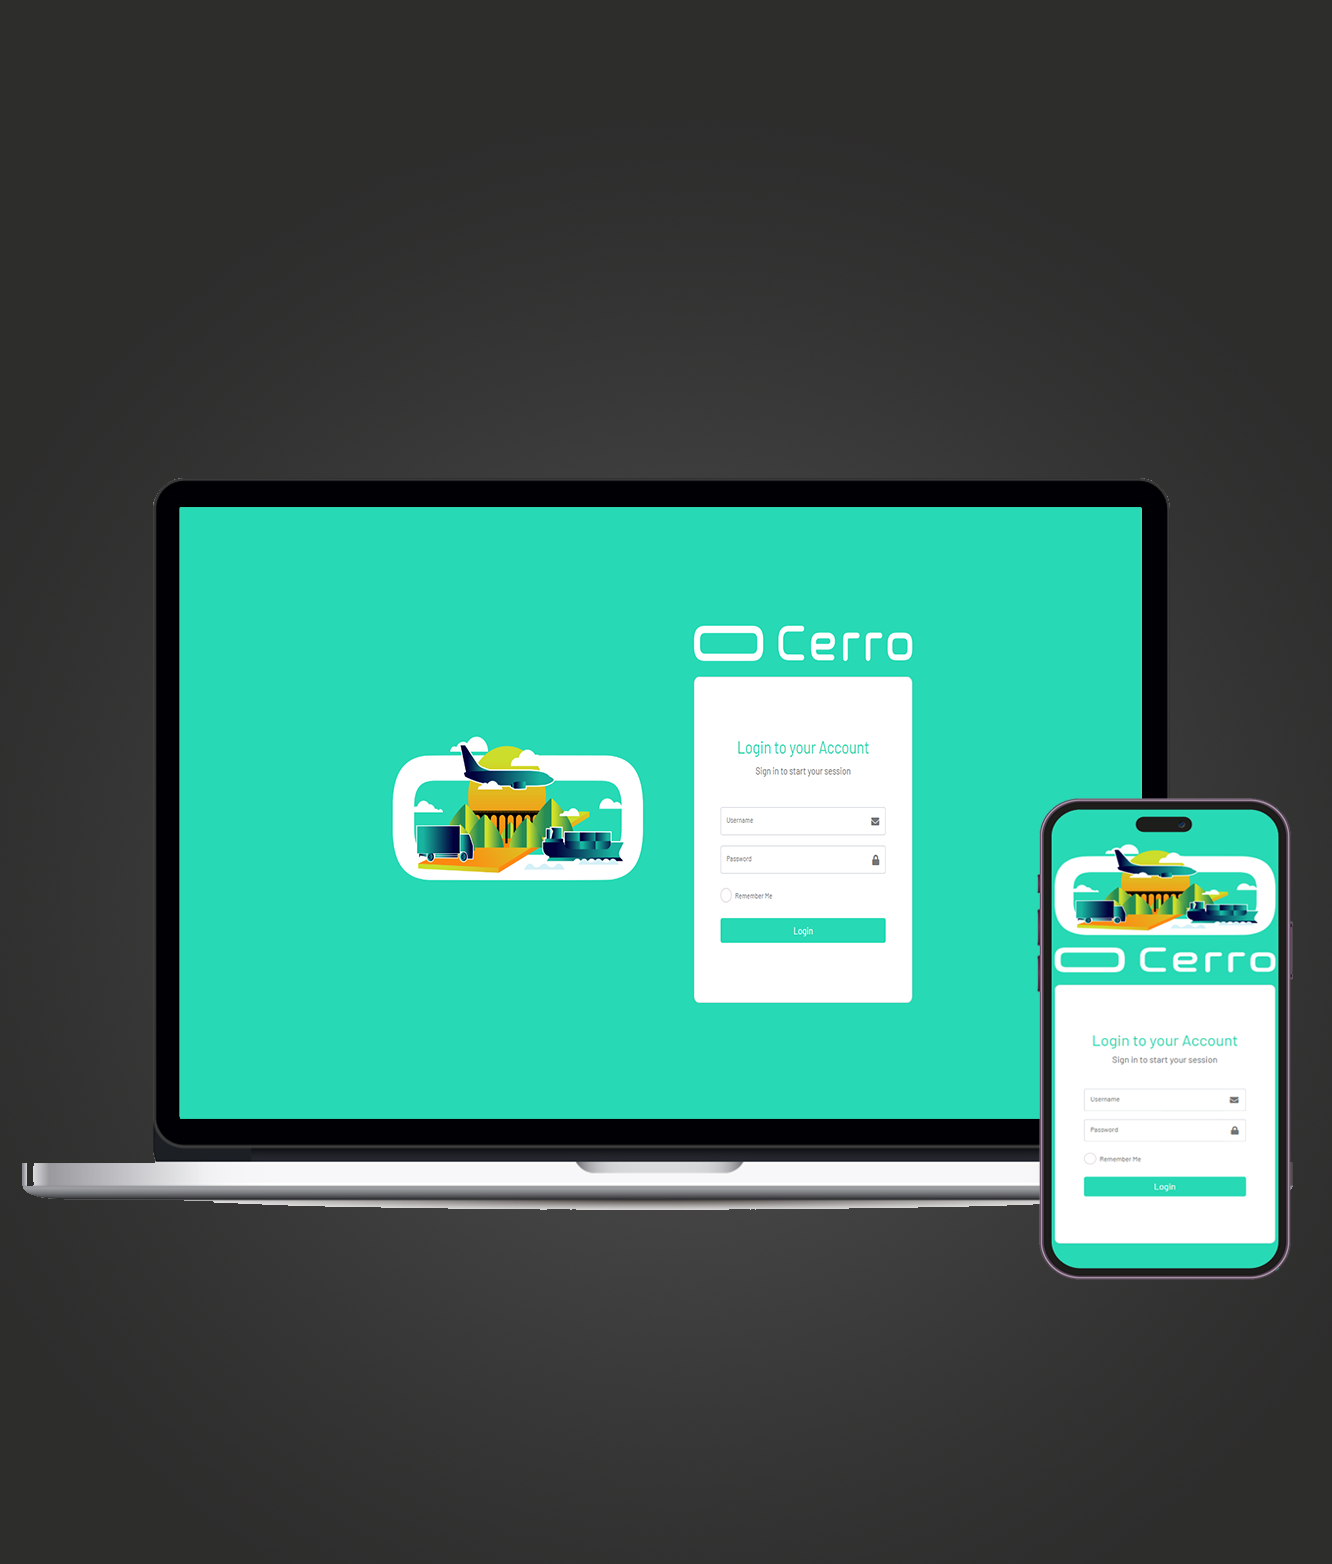 Cerro
Login to your Account
Sign in to start your session
Username
Password
Remember Me
Login
Cerro
Login to your Account
Sign in to start your session
Username
Password
Remember Me
Login